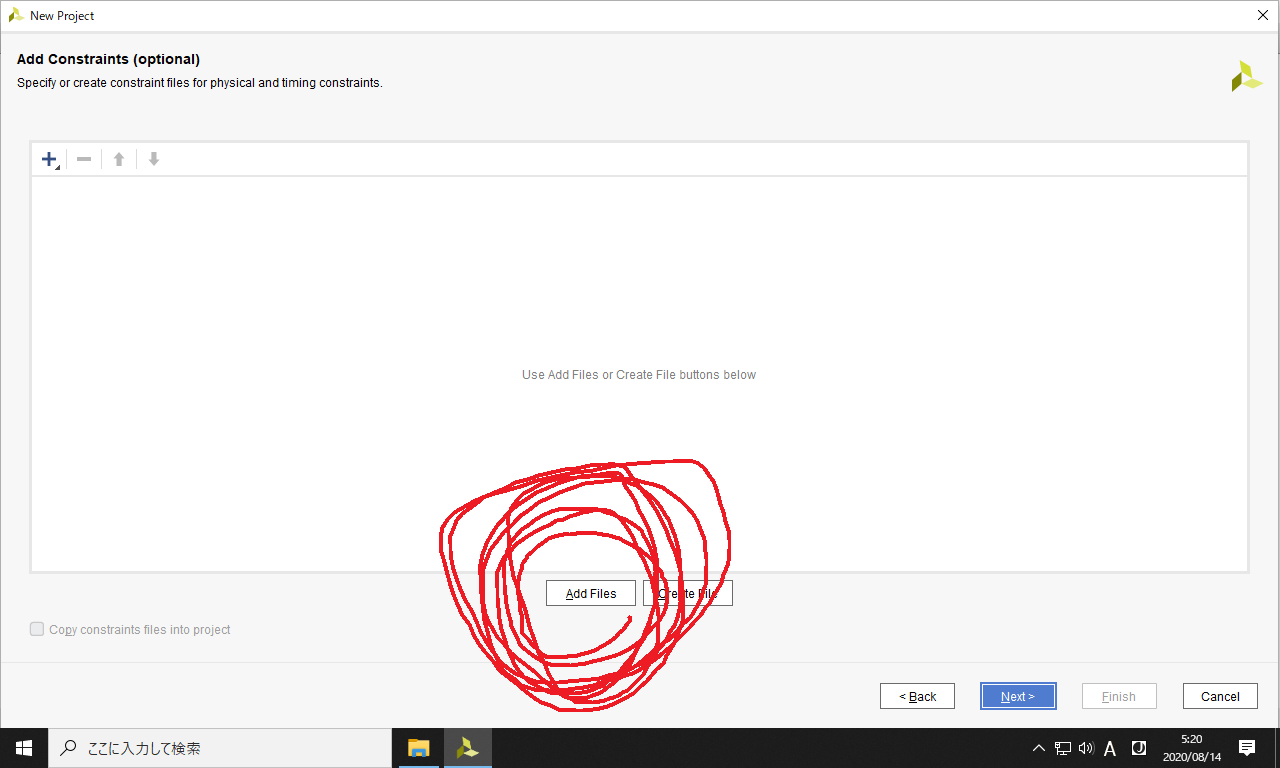 New Project
Add Constraints (optional)
Specify or create constraint files for physical and timing constraints.
Use Add Files or Create File buttons below
Add Files
Create File
Copy constraints files into project
< Back
Next >
Finish
Cancel
ここに入力して検索
A
J
5:20
2020/08/14